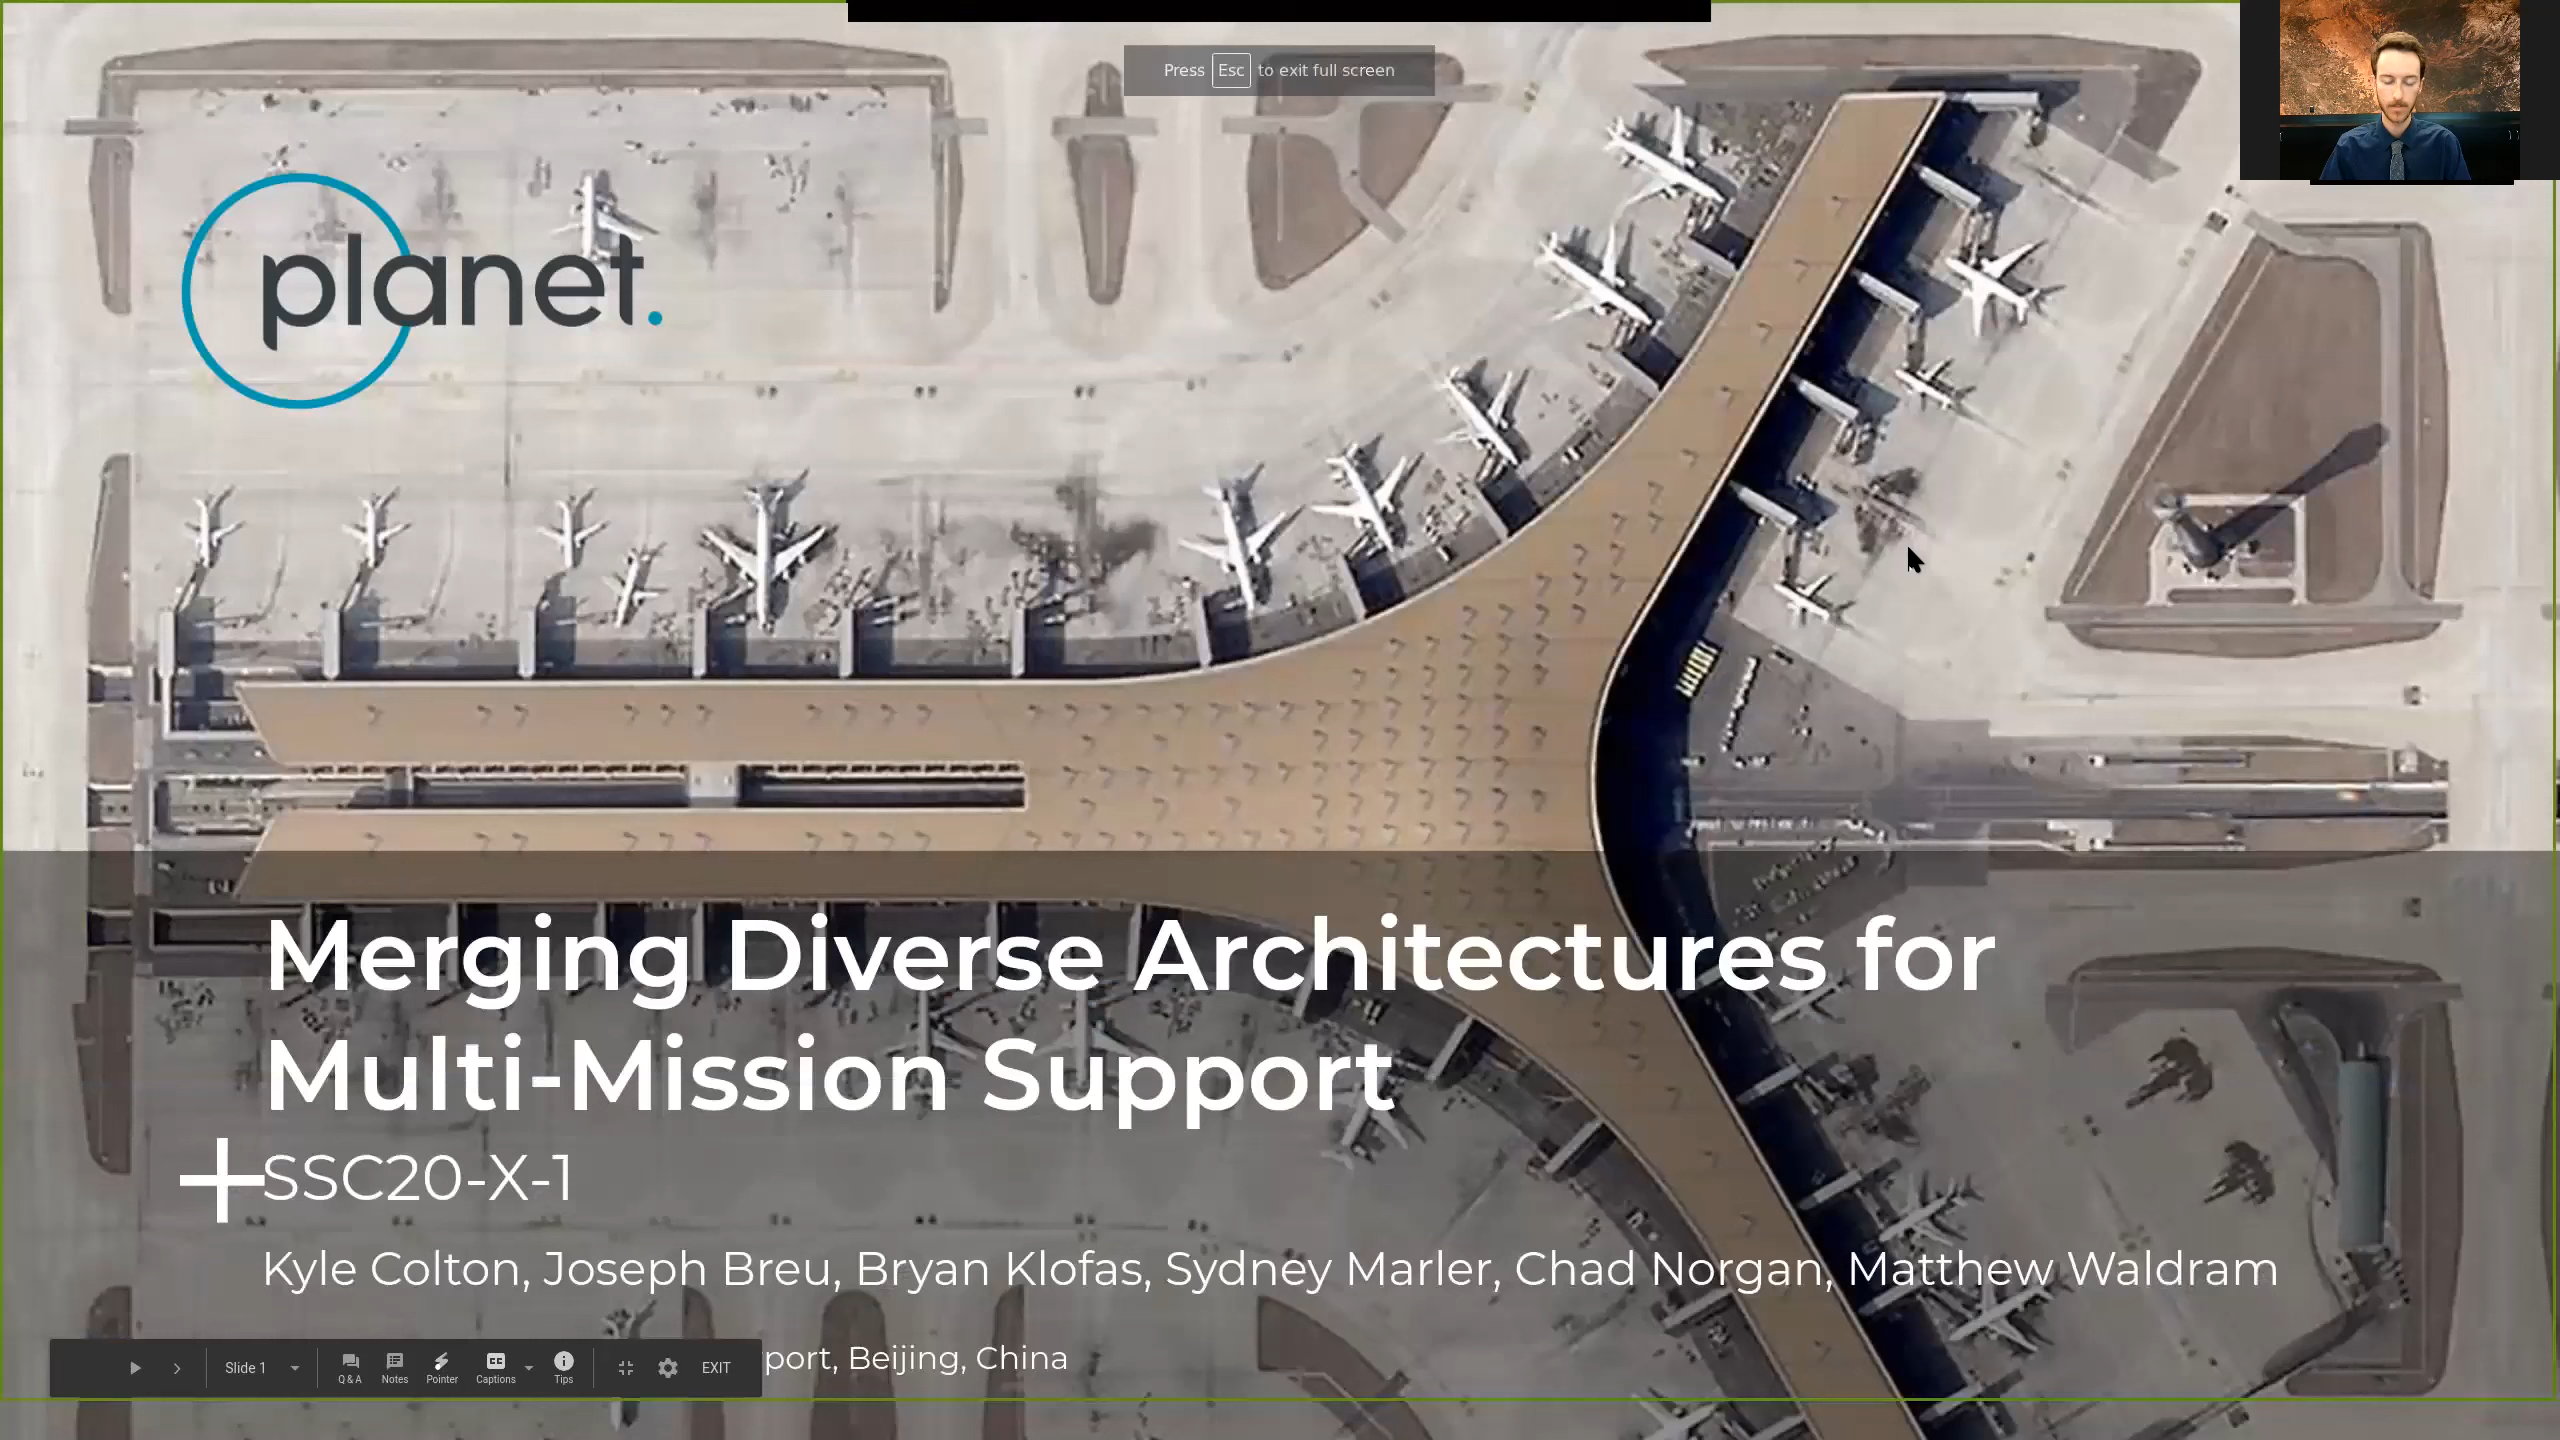 Press Esc to exit full screen
planet.
Merging Diverse Architectures for
Multi-Mission Support
SSC20-X-1
Kyle Colton, Joseph Breu, Bryan Klofas, Sydney Marler, Chad Norgan, Matthew Waldram
port, Beijing, China
Slide 1
Q & A
Notes
Pointer
CC
Captions
Tips
EXIT